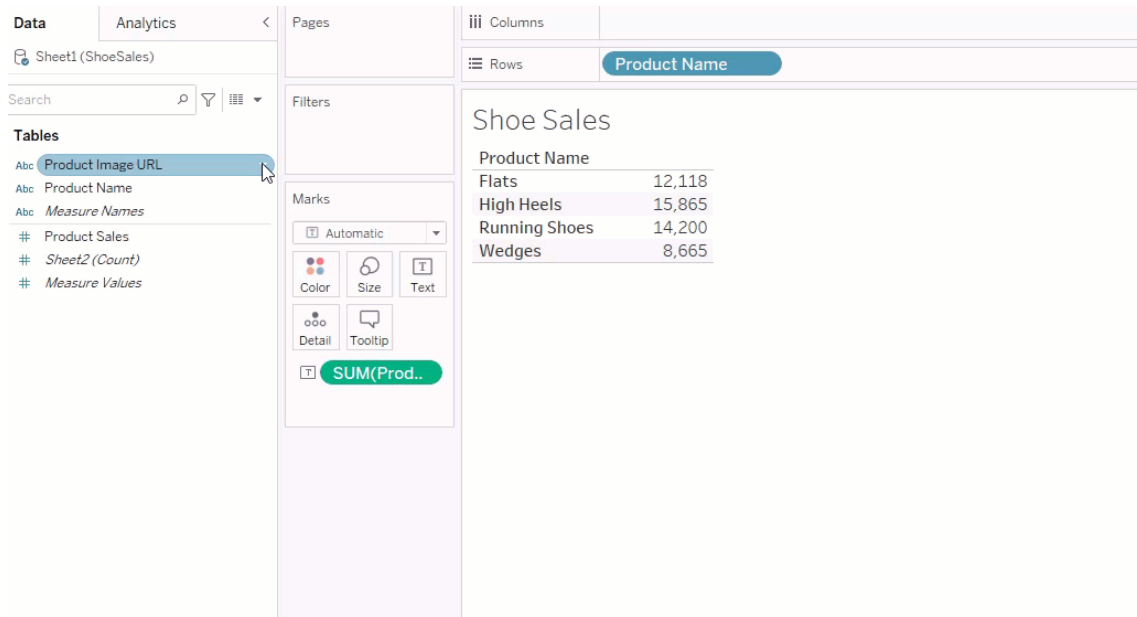 Data
Analytics
Sheet1 (ShoeSales)
Search
Tables
Abc Product Image URL
Abc Product Name
Abc Measure Names
# Product Sales
# Sheet2 (Count)
# Measure Values
Pages
Filters
Marks
T Automatic
Color Size Text
Detail Tooltip
T SUM(Prod..
Columns
Rows Product Name
Shoe Sales
Product Name
Flats 12,118
High Heels 15,865
Running Shoes 14,200
Wedges 8,665